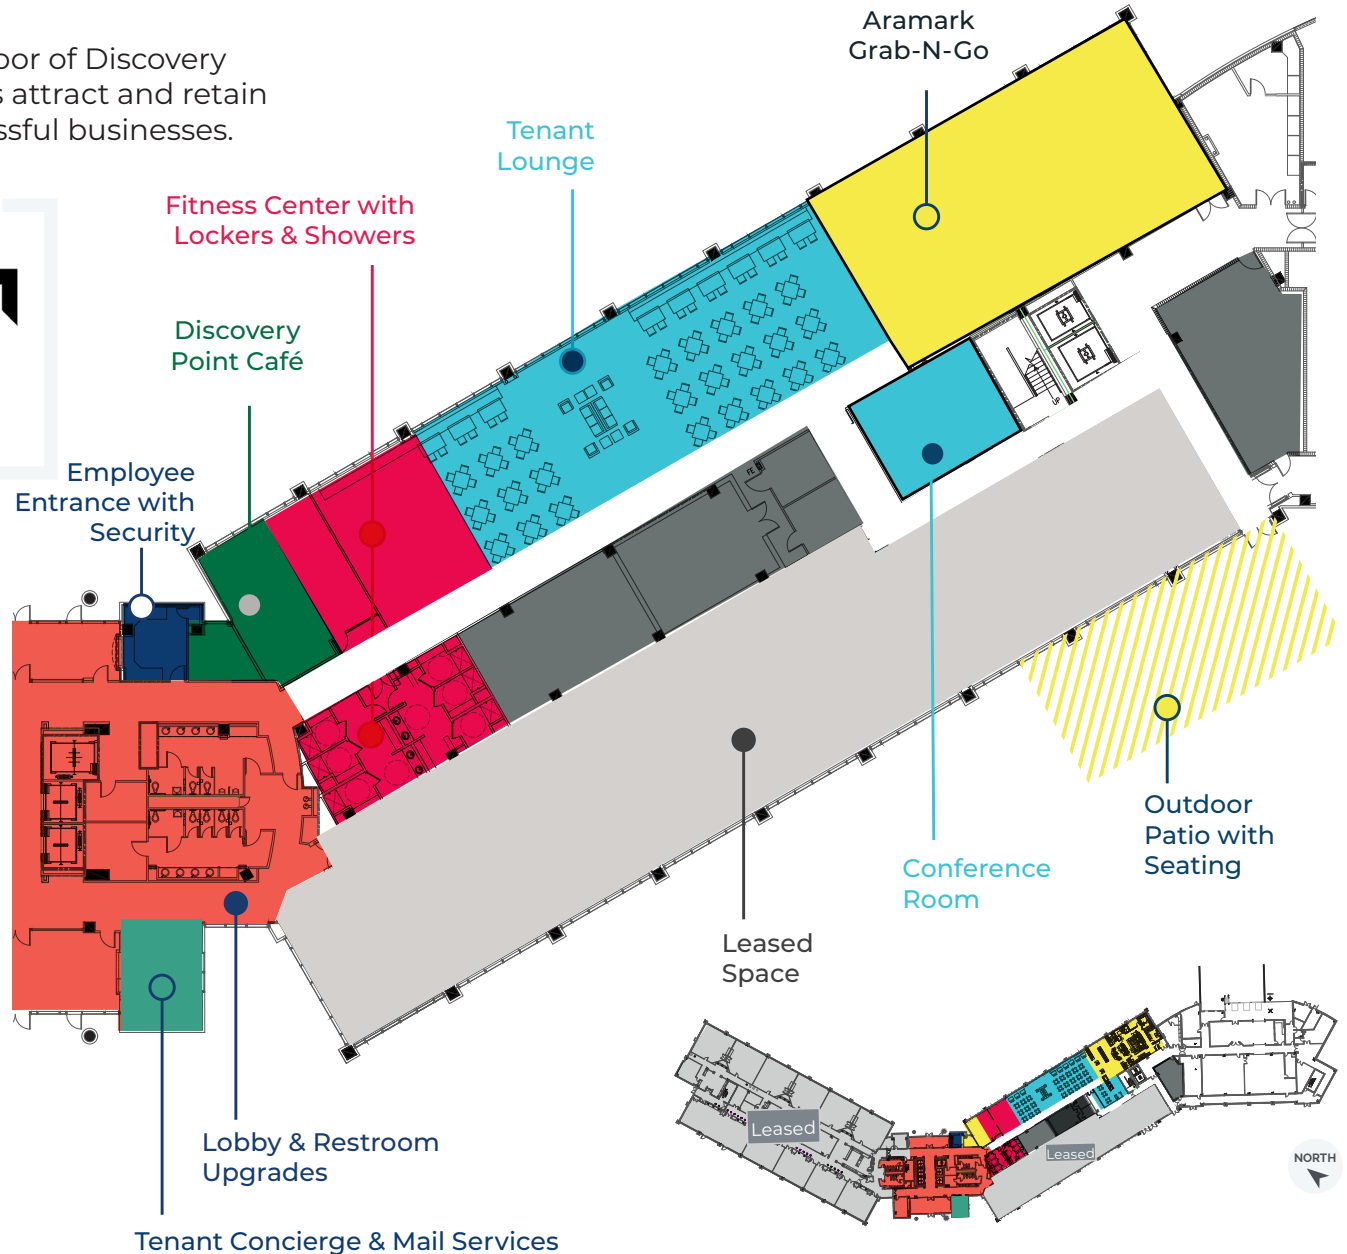 oor of Discovery
s attract and retain
ssful businesses.
Aramark
Grab-N-Go
Tenant
Lounge
Fitness Center with
Lockers & Showers
Discovery
Point Café
Employee
Entrance with
Security
FE
UP
Outdoor
Patio with
Seating
Conference
Room
Leased
Space
Lobby & Restroom
Upgrades
Tenant Concierge & Mail Services
Leased
Leased
NORTH